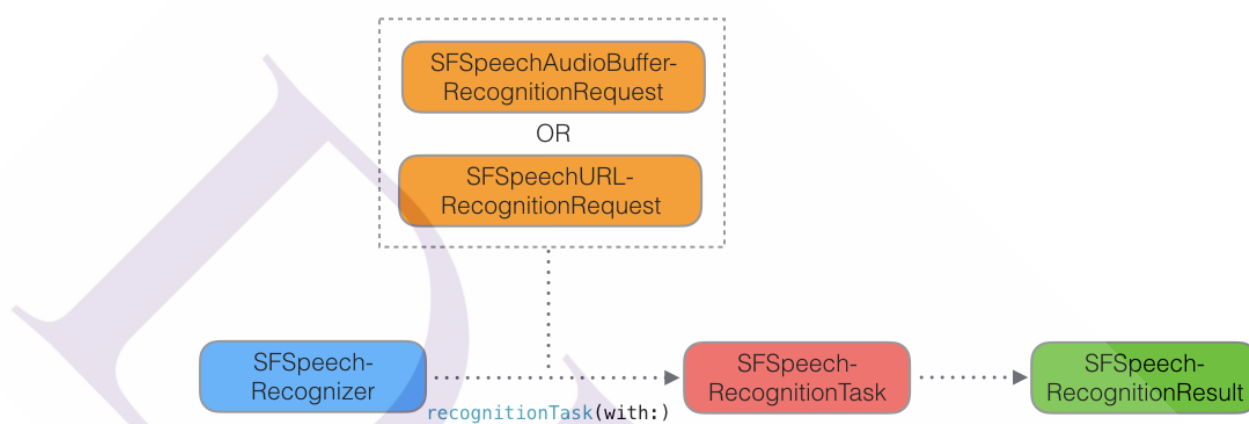 SFSpeechAudioBuffer-
RecognitionRequest
OR
SFSpeechURL-
RecognitionRequest
SFSpeech-
Recognizer
recognitionTask(with:)
SFSpeech-
RecognitionTask
SFSpeech-
RecognitionResult